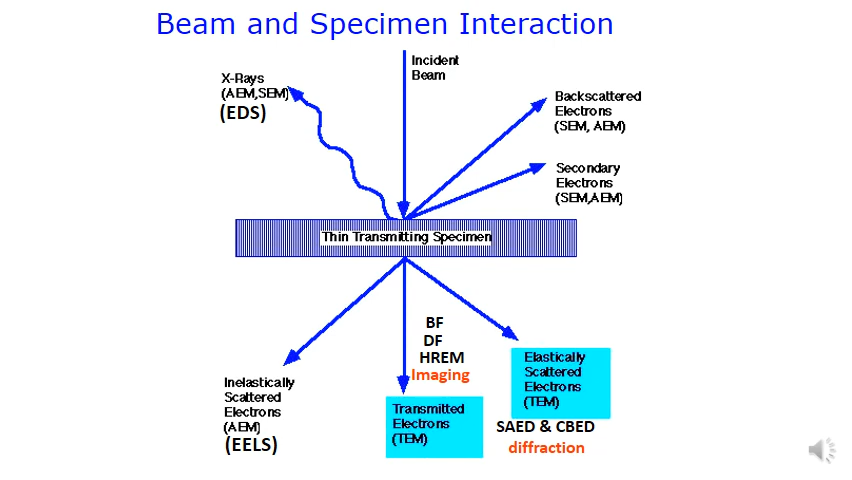 Beam and Specimen Interaction
Incident
Beam
X-Rays
(AEM,SEM)
(EDS)
Backscattered
Electrons
(SEM, AEM)
Secondary
Electrons
(SEM,AEM)
Thin Transmitting Specimen
BF
DF
HREM
Imaging
Inelastically
Scattered
Electrons
(AEM)
(EELS)
Transmitted
Electrons
(TEM)
Elastically
Scattered
Electrons
(TEM)
SAED & CBED
diffraction